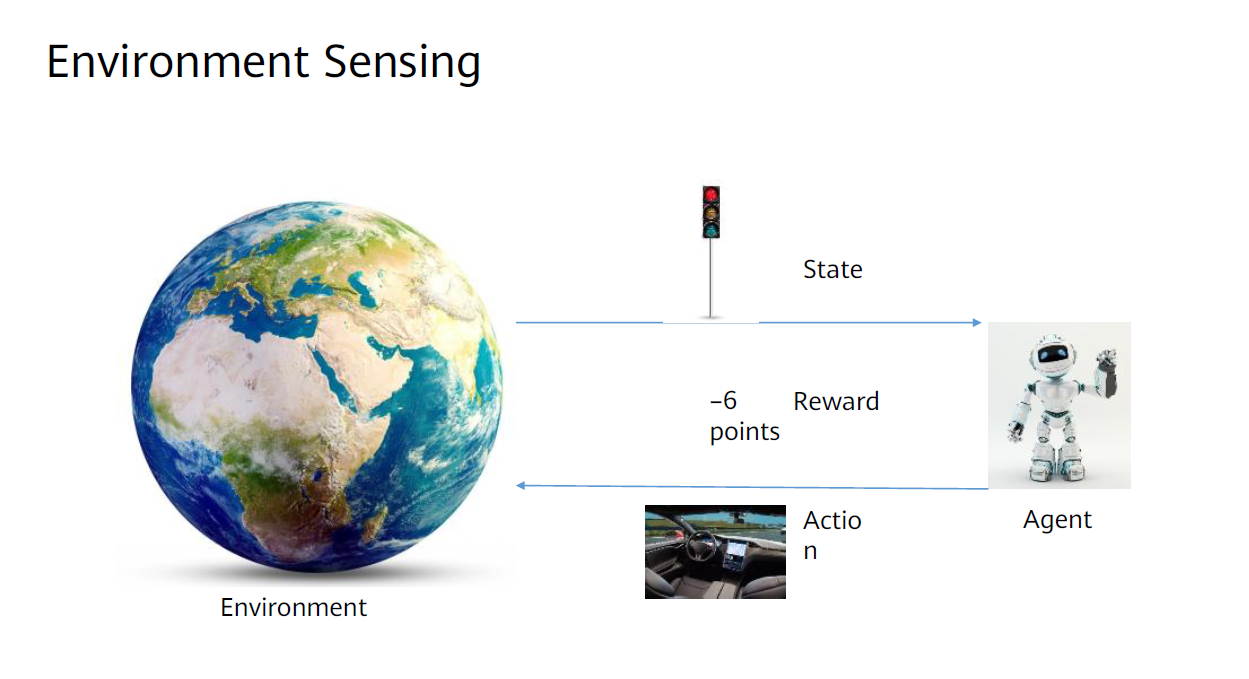 Environment Sensing
State
–6
points
Reward
Actio
n
Agent
Environment